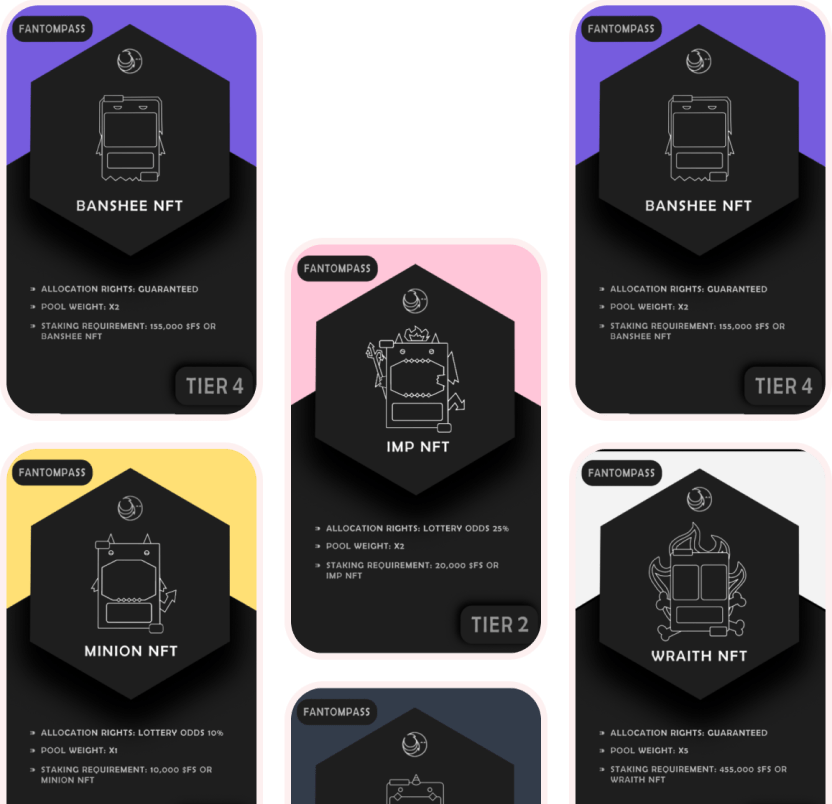 FANTOMPASS
BANSHEE NFT
ALLOCATION RIGHTS: GUARANTEED
POOL WEIGHT: X2
STAKING REQUIREMENT: 155,000 $FS OR
BANSHEE NFT
TIER 4
FANTOMPASS
MINION NFT
ALLOCATION RIGHTS: LOTTERY ODDS 10%
POOL WEIGHT: X1
STAKING REQUIREMENT: 10,000 $FS OR
MINION NFT
FANTOMPASS
IMP NFT
ALLOCATION RIGHTS: LOTTERY ODDS 25%
POOL WEIGHT: X2
STAKING REQUIREMENT: 20,000 $FS OR
IMP NFT
TIER 2
FANTOMPASS
FANTOMPASS
BANSHEE NFT
ALLOCATION RIGHTS: GUARANTEED
POOL WEIGHT: X2
STAKING REQUIREMENT: 155,000 $FS OR
BANSHEE NFT
TIER 4
FANTOMPASS
WRAITH NFT
ALLOCATION RIGHTS: GUARANTEED
POOL WEIGHT: X5
STAKING REQUIREMENT: 455,000 $FS OR
WRAITH NFT